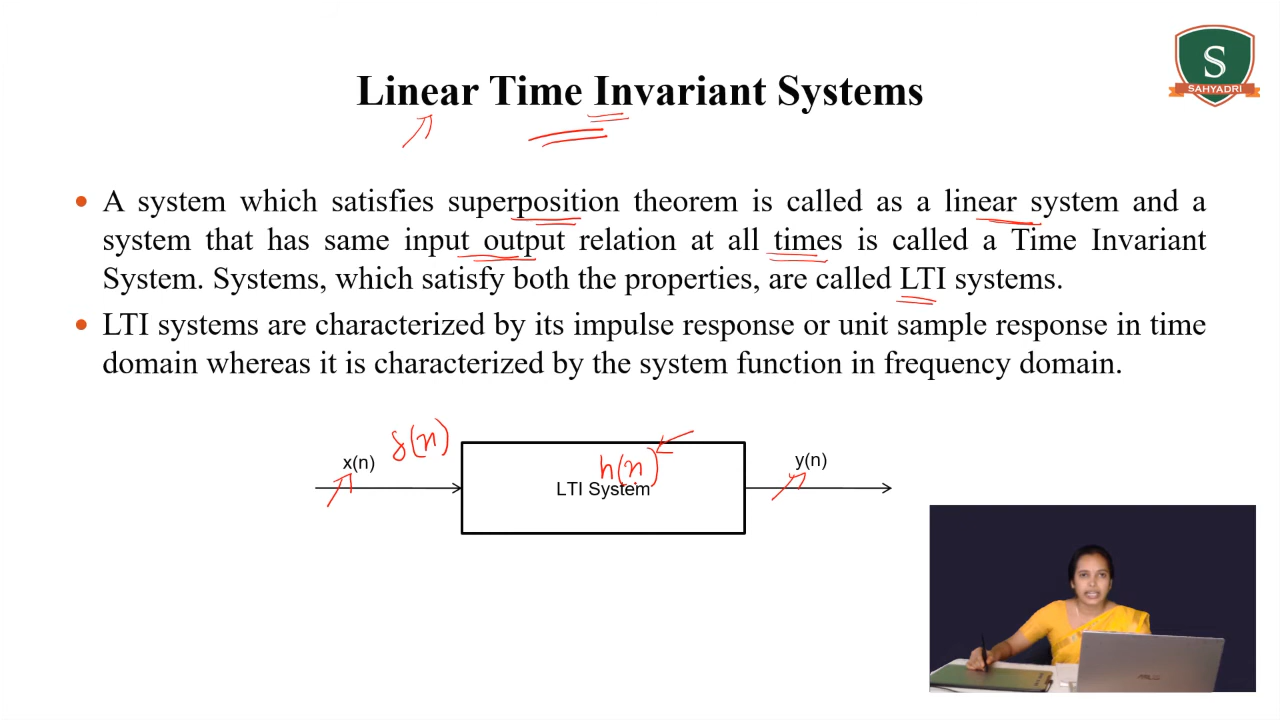 S
SAHYADRI
Linear Time Invariant Systems
• A system which satisfies superposition theorem is called as a linear system and a
system that has same input output relation at all times is called a Time Invariant
System. Systems, which satisfy both the properties, are called LTI systems.
• LTI systems are characterized by its impulse response or unit sample response in time
domain whereas it is characterized by the system function in frequency domain.
x(n) δ(n) h(n) y(n)
LTI System